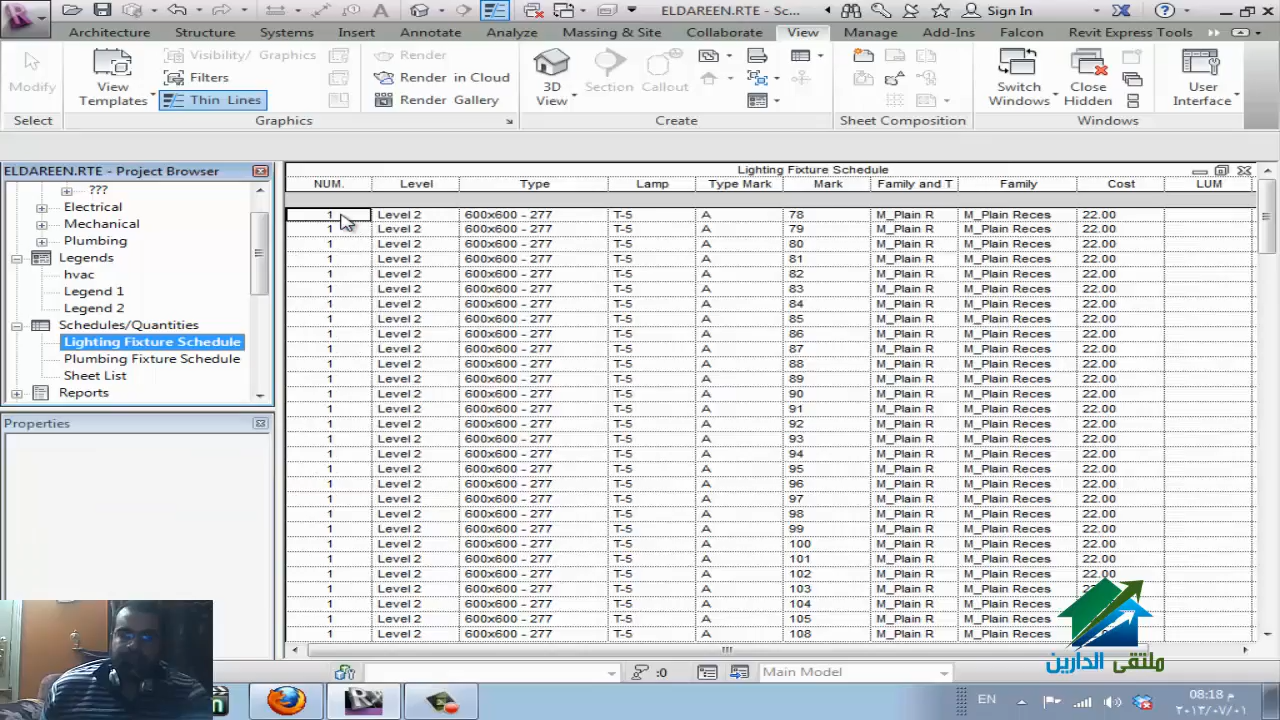 ELDAREEN.RTE - Sc...
Sign In
Architecture Structure Systems Insert Annotate Analyze Massing & Site Collaborate View Manage Add-Ins Falcon Revit Express Tools
Modify
View
Templates
Visibility/ Graphics
Filters
Thin Lines
Render
Render in Cloud
Render Gallery
3D
View
Section
Callout
Switch
Windows
Close
Hidden
User
Interface
Select Graphics Create Sheet Composition Windows
ELDAREEN.RTE - Project Browser
???
Electrical
Mechanical
Plumbing
Legends
hvac
Legend 1
Legend 2
Schedules/Quantities
Lighting Fixture Schedule
Plumbing Fixture Schedule
Sheet List
Reports
Properties
Lighting Fixture Schedule
NUM. Level Type Lamp Type Mark Mark Family and T Family Cost LUM
1 Level 2 600x600 - 277 T-5 A 78 M_Plain R M_Plain Reces 22.00
1 Level 2 600x600 - 277 T-5 A 79 M_Plain R M_Plain Reces 22.00
1 Level 2 600x600 - 277 T-5 A 80 M_Plain R M_Plain Reces 22.00
1 Level 2 600x600 - 277 T-5 A 81 M_Plain R M_Plain Reces 22.00
1 Level 2 600x600 - 277 T-5 A 82 M_Plain R M_Plain Reces 22.00
1 Level 2 600x600 - 277 T-5 A 83 M_Plain R M_Plain Reces 22.00
1 Level 2 600x600 - 277 T-5 A 84 M_Plain R M_Plain Reces 22.00
1 Level 2 600x600 - 277 T-5 A 85 M_Plain R M_Plain Reces 22.00
1 Level 2 600x600 - 277 T-5 A 86 M_Plain R M_Plain Reces 22.00
1 Level 2 600x600 - 277 T-5 A 87 M_Plain R M_Plain Reces 22.00
1 Level 2 600x600 - 277 T-5 A 88 M_Plain R M_Plain Reces 22.00
1 Level 2 600x600 - 277 T-5 A 89 M_Plain R M_Plain Reces 22.00
1 Level 2 600x600 - 277 T-5 A 90 M_Plain R M_Plain Reces 22.00
1 Level 2 600x600 - 277 T-5 A 91 M_Plain R M_Plain Reces 22.00
1 Level 2 600x600 - 277 T-5 A 92 M_Plain R M_Plain Reces 22.00
1 Level 2 600x600 - 277 T-5 A 93 M_Plain R M_Plain Reces 22.00
1 Level 2 600x600 - 277 T-5 A 94 M_Plain R M_Plain Reces 22.00
1 Level 2 600x600 - 277 T-5 A 95 M_Plain R M_Plain Reces 22.00
1 Level 2 600x600 - 277 T-5 A 96 M_Plain R M_Plain Reces 22.00
1 Level 2 600x600 - 277 T-5 A 97 M_Plain R M_Plain Reces 22.00
1 Level 2 600x600 - 277 T-5 A 98 M_Plain R M_Plain Reces 22.00
1 Level 2 600x600 - 277 T-5 A 99 M_Plain R M_Plain Reces 22.00
1 Level 2 600x600 - 277 T-5 A 100 M_Plain R M_Plain Reces 22.00
1 Level 2 600x600 - 277 T-5 A 101 M_Plain R M_Plain Reces 22.00
1 Level 2 600x600 - 277 T-5 A 102 M_Plain R M_Plain Reces 22.00
1 Level 2 600x600 - 277 T-5 A 103 M_Plain R M_Plain Reces
1 Level 2 600x600 - 277 T-5 A 104 M_Plain R M_Plain Reces
1 Level 2 600x600 - 277 T-5 A 105 M_Plain R M_Plain Reces
1 Level 2 600x600 - 277 T-5 A 108 M_Plain R M_Plain Reces
ملتقى الدارين
:0
Main Model
EN
08:18 م
٢٠١٣/٠٧/٠١